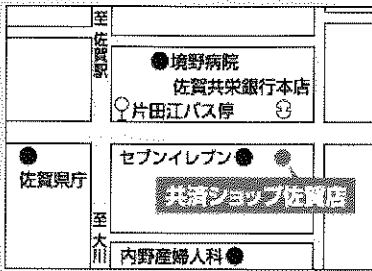 至佐賀駅
境野病院
佐賀共栄銀行本店
片田江バス停
セブンイレブン
佐賀県庁
共済ショップ佐賀店
至大川
内野産婦人科